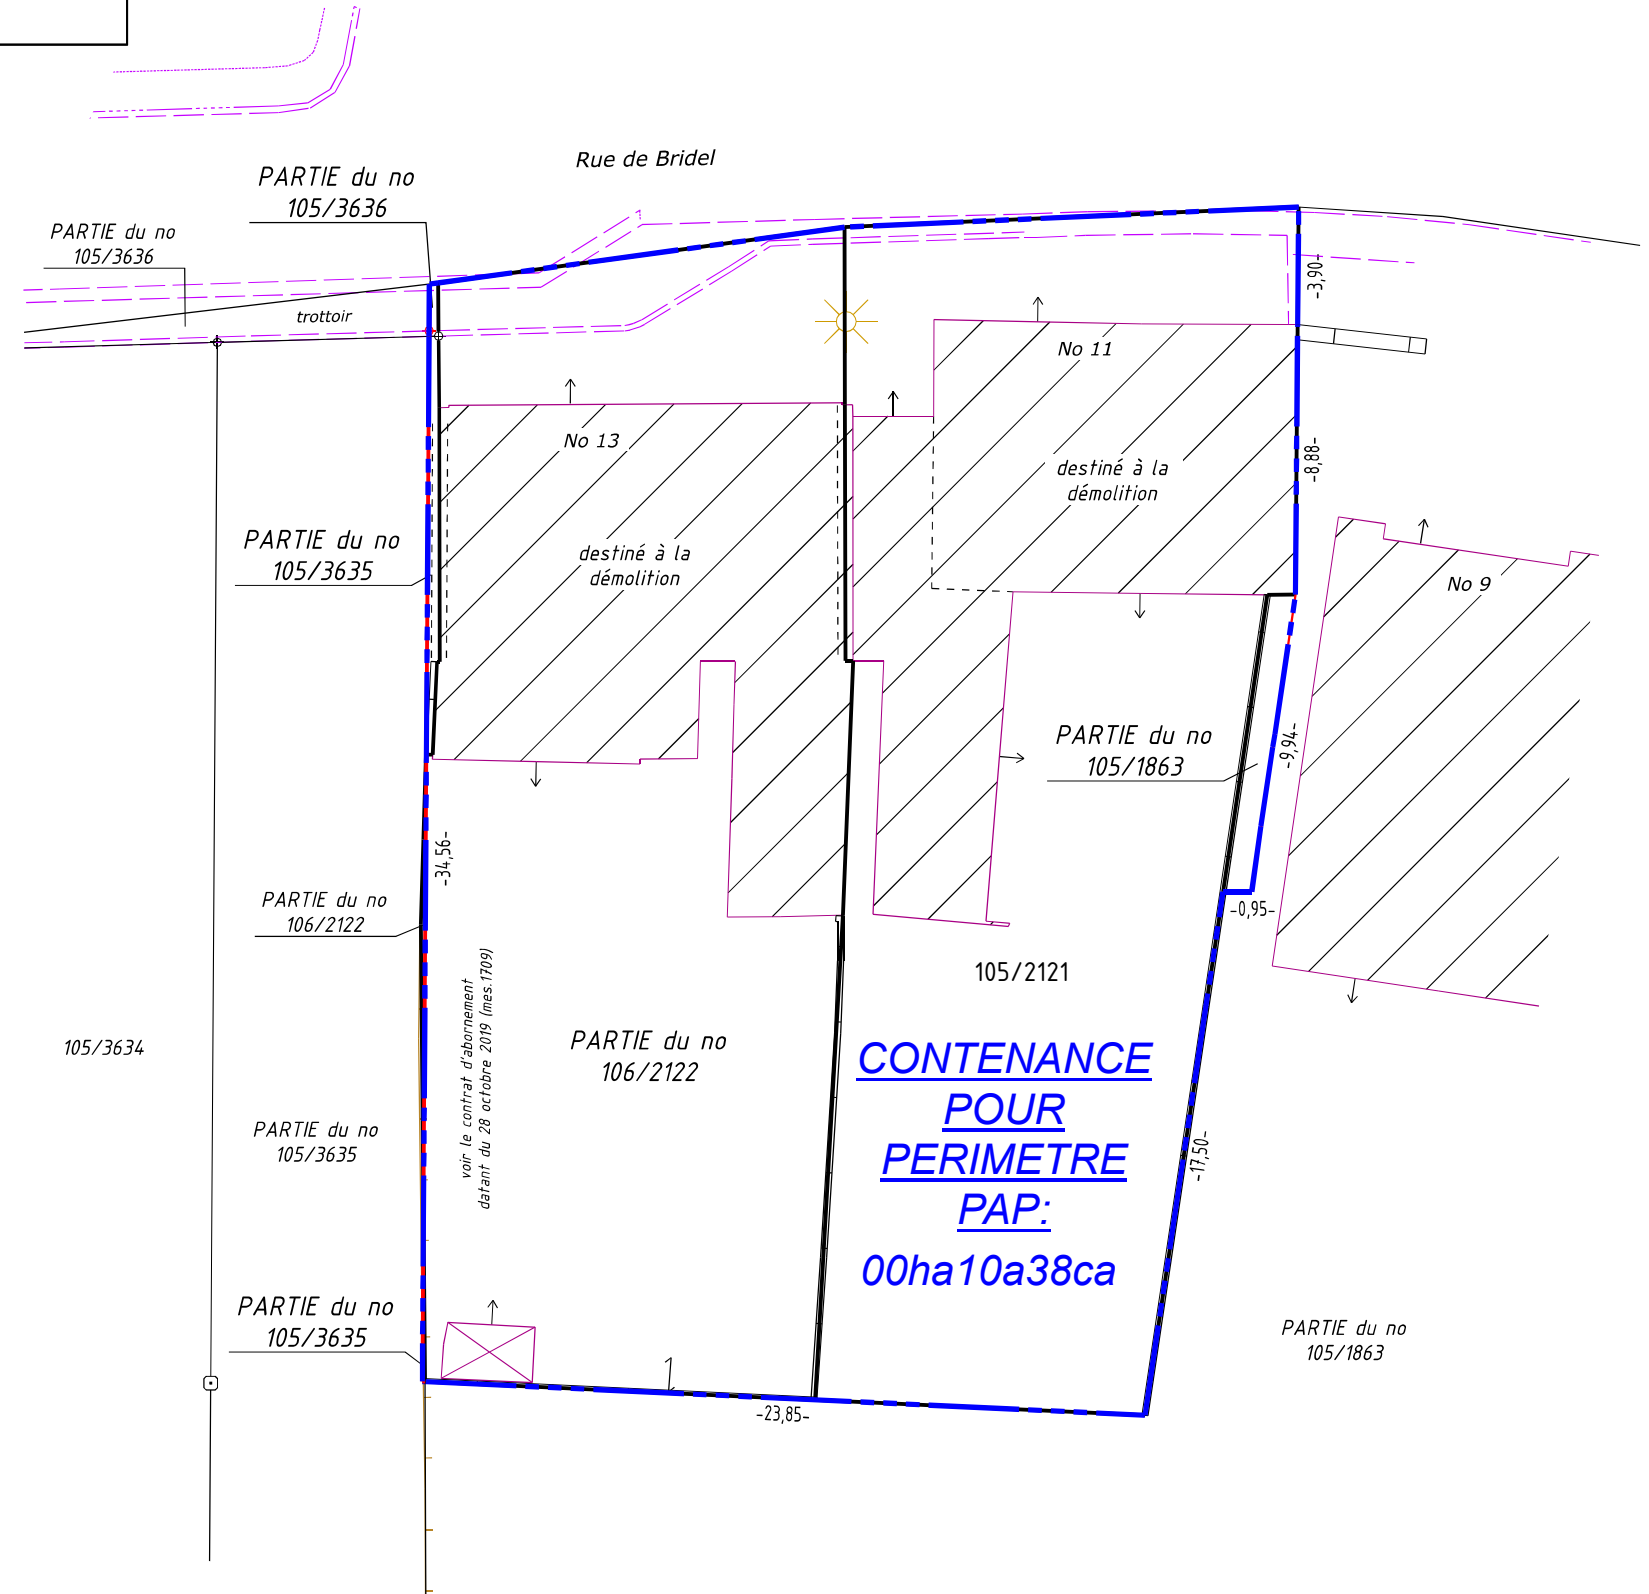 Rue de Bridel
PARTIE du no
105/3636
PARTIE du no
105/3636
trottoir
-3,90-
No 11
No 13
destiné à la
démolition
-8,88-
PARTIE du no
105/3635
destiné à la
démolition
No 9
PARTIE du no
105/1863
-9,94-
-34,56-
PARTIE du no
106/2122
-0,95-
voir le contrat d'abornement
datant du 28 octobre 2019 (mes.1709)
105/2121
105/3634
PARTIE du no
106/2122
CONTENANCE
POUR
PERIMETRE
PAP:
00ha10a38ca
PARTIE du no
105/3635
-17,50-
PARTIE du no
105/3635
PARTIE du no
105/1863
-23,85-